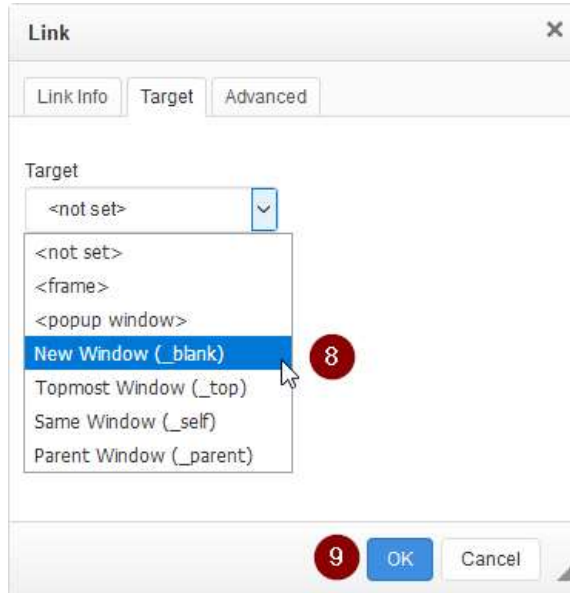 Link
Link Info Target Advanced
Target
<not set>
<not set>
<frame>
<popup window>
New Window (_blank) 8
Topmost Window (_top)
Same Window (_self)
Parent Window (_parent)
9 OK Cancel